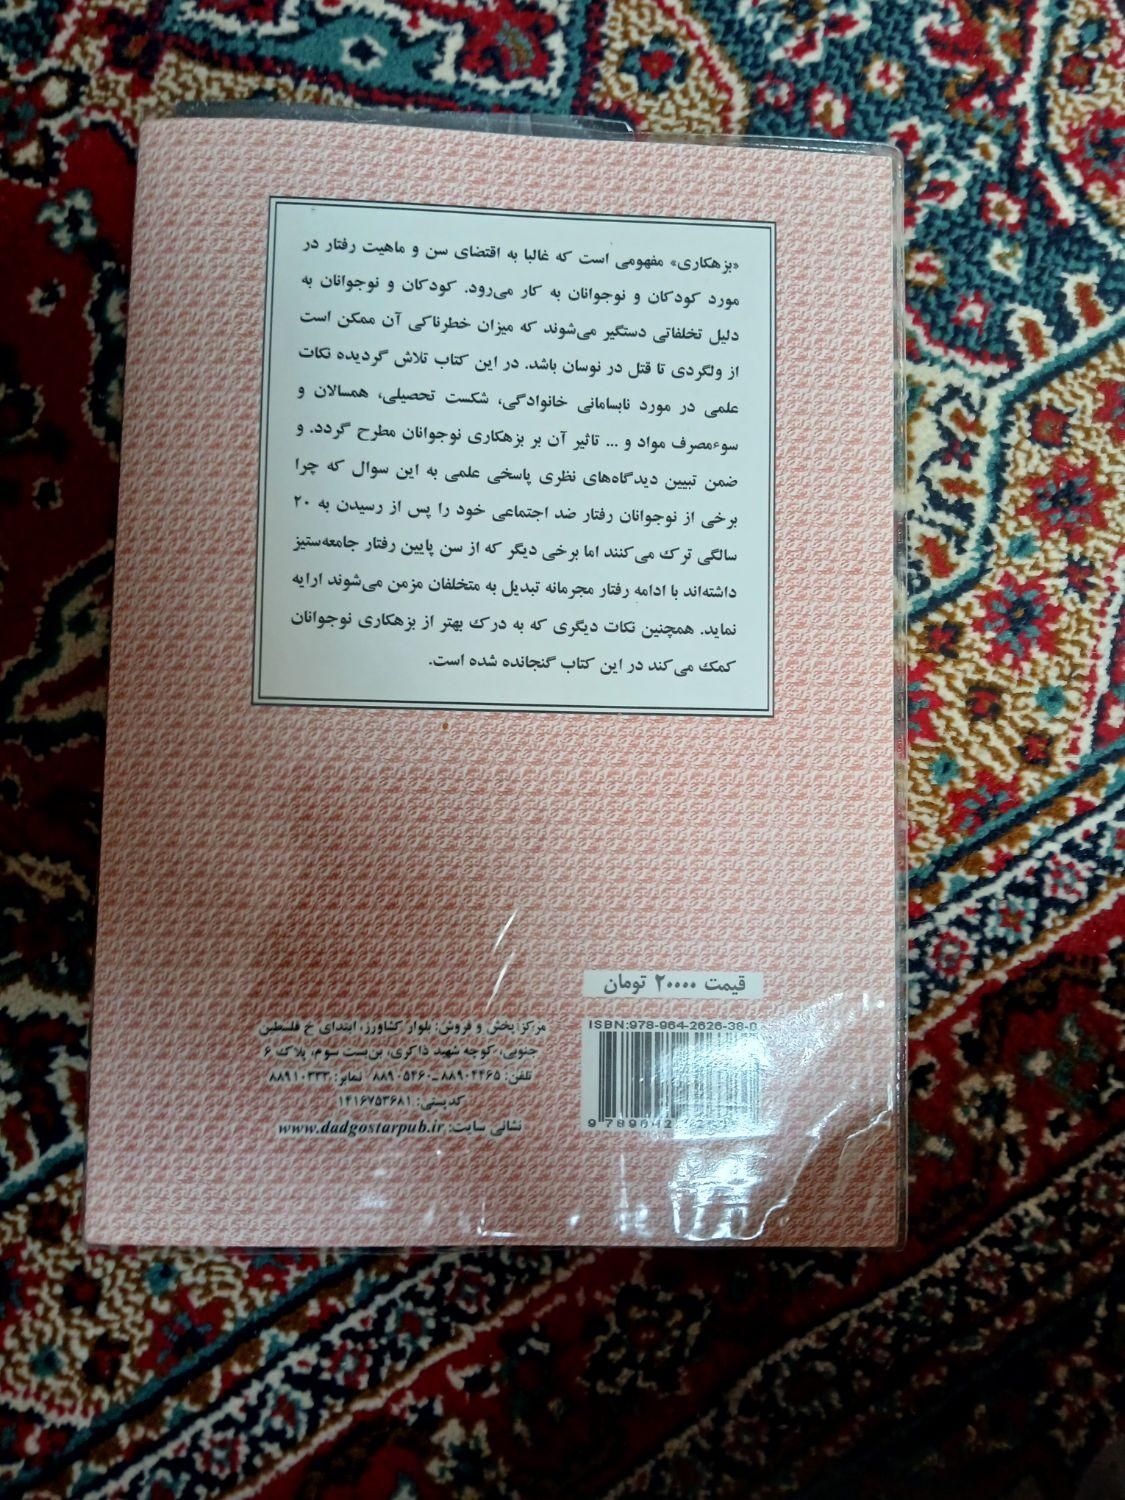 «بزهکاری» مفهومی است که غالبا به اقتضای سن و ماهیت رفتار در
مورد کودکان و نوجوانان به کار می‌رود. کودکان و نوجوانان به
دلیل تخلفاتی دستگیر می‌شوند که میزان خطرناکی آن ممکن است
از ولگردی تا قتل در نوسان باشد. در این کتاب تلاش گردیده نکات
علمی در مورد نابسامانی خانوادگی، شکست تحصیلی، همسالان و
سوءمصرف مواد و ... تاثیر آن بر بزهکاری نوجوانان مطرح گردد. و
ضمن تبیین دیدگاه‌های نظری پاسخی علمی به این سوال که چرا
برخی از نوجوانان رفتار ضد اجتماعی خود را پس از رسیدن به ۲۰
سالگی ترک می‌کنند اما برخی دیگر که از سن پایین رفتار جامعه‌ستیز
داشته‌اند با ادامه رفتار مجرمانه تبدیل به متخلفان مزمن می‌شوند ارایه
نماید. همچنین نکات دیگری که به درک بهتر از بزهکاری نوجوانان
کمک می‌کند در این کتاب گنجانده شده است.
قیمت ۲۰۰۰۰ تومان
ISBN:978-964-2626-38-0
مرکز پخش و فروش: بلوار کشاورز، ابتدای خ فلسطین
جنوبی، کوچه شهید ذاکری، بن‌بست سوم، پلاک ۶
تلفن: ۸۸۹۰۴۴۶۵ ـ ۸۸۹۰۵۴۶۰ نمابر: ۸۸۹۱۰۳۳۳
کدپستی: ۱۴۱۶۷۵۳۶۸۱
نشانی سایت: www.dadgostarpub.ir